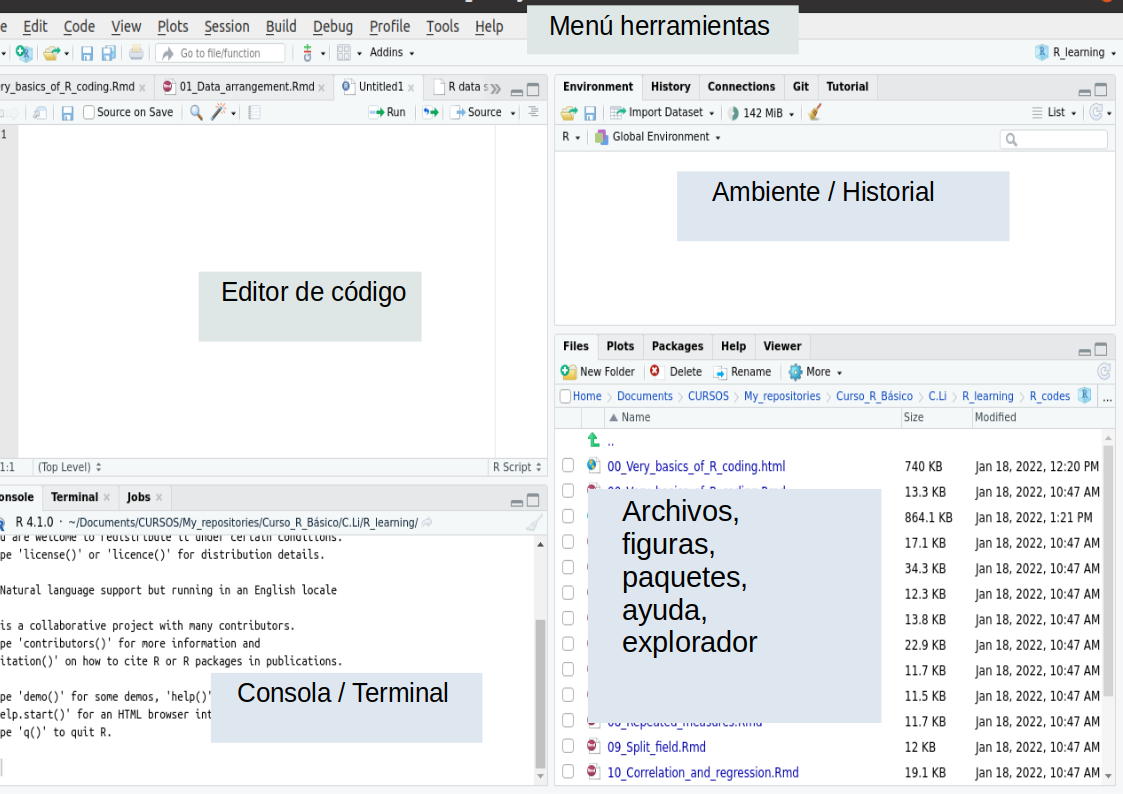 Menú herramientas
e Edit Code View Plots Session Build Debug Profile Tools Help
Go to file/function Addins R_learning
ry_basics_of_R_coding.Rmd 01_Data_arrangement.Rmd Untitled1 R data s
Source on Save Run Source
1
Editor de código
1:1 (Top Level) R Script
onsole Terminal Jobs
R 4.1.0 · ~/Documents/CURSOS/My_repositories/Curso_R_Básico/C.Li/R_learning/
u are welcome to redistribute it under certain conditions.
pe 'license()' or 'licence()' for distribution details.
Natural language support but running in an English locale
is a collaborative project with many contributors.
pe 'contributors()' for more information and
itation()' on how to cite R or R packages in publications.
pe 'demo()' for some demos, 'help()'
elp.start()' for an HTML browser int
pe 'q()' to quit R.
Consola / Terminal
Environment History Connections Git Tutorial
Import Dataset 142 MiB List
R Global Environment
Ambiente / Historial
Files Plots Packages Help Viewer
New Folder Delete Rename More
Home Documents CURSOS My_repositories Curso_R_Básico C.Li R_learning R_codes ...
Name Size Modified
..
00_Very_basics_of_R_coding.html 740 KB Jan 18, 2022, 12:20 PM
00_Very_basics_of_R_coding.Rmd 13.3 KB Jan 18, 2022, 10:47 AM
864.1 KB Jan 18, 2022, 1:21 PM
17.1 KB Jan 18, 2022, 10:47 AM
34.3 KB Jan 18, 2022, 10:47 AM
12.3 KB Jan 18, 2022, 10:47 AM
13.8 KB Jan 18, 2022, 10:47 AM
22.9 KB Jan 18, 2022, 10:47 AM
11.7 KB Jan 18, 2022, 10:47 AM
11.5 KB Jan 18, 2022, 10:47 AM
08_Repeated_measures.Rmd 11.7 KB Jan 18, 2022, 10:47 AM
09_Split_field.Rmd 12 KB Jan 18, 2022, 10:47 AM
10_Correlation_and_regression.Rmd 19.1 KB Jan 18, 2022, 10:47 AM
Archivos,
figuras,
paquetes,
ayuda,
explorador